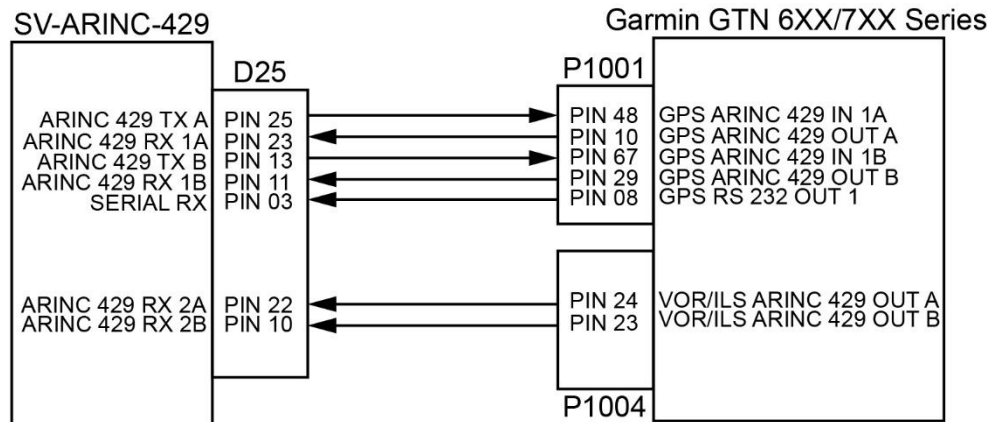 SV-ARINC-429
Garmin GTN 6XX/7XX Series
D25
P1001
ARINC 429 TX A PIN 25 PIN 48 GPS ARINC 429 IN 1A
ARINC 429 RX 1A PIN 23 PIN 10 GPS ARINC 429 OUT A
ARINC 429 TX B PIN 13 PIN 67 GPS ARINC 429 IN 1B
ARINC 429 RX 1B PIN 11 PIN 29 GPS ARINC 429 OUT B
SERIAL RX PIN 03 PIN 08 GPS RS 232 OUT 1
ARINC 429 RX 2A PIN 22 PIN 24 VOR/ILS ARINC 429 OUT A
ARINC 429 RX 2B PIN 10 PIN 23 VOR/ILS ARINC 429 OUT B
P1004